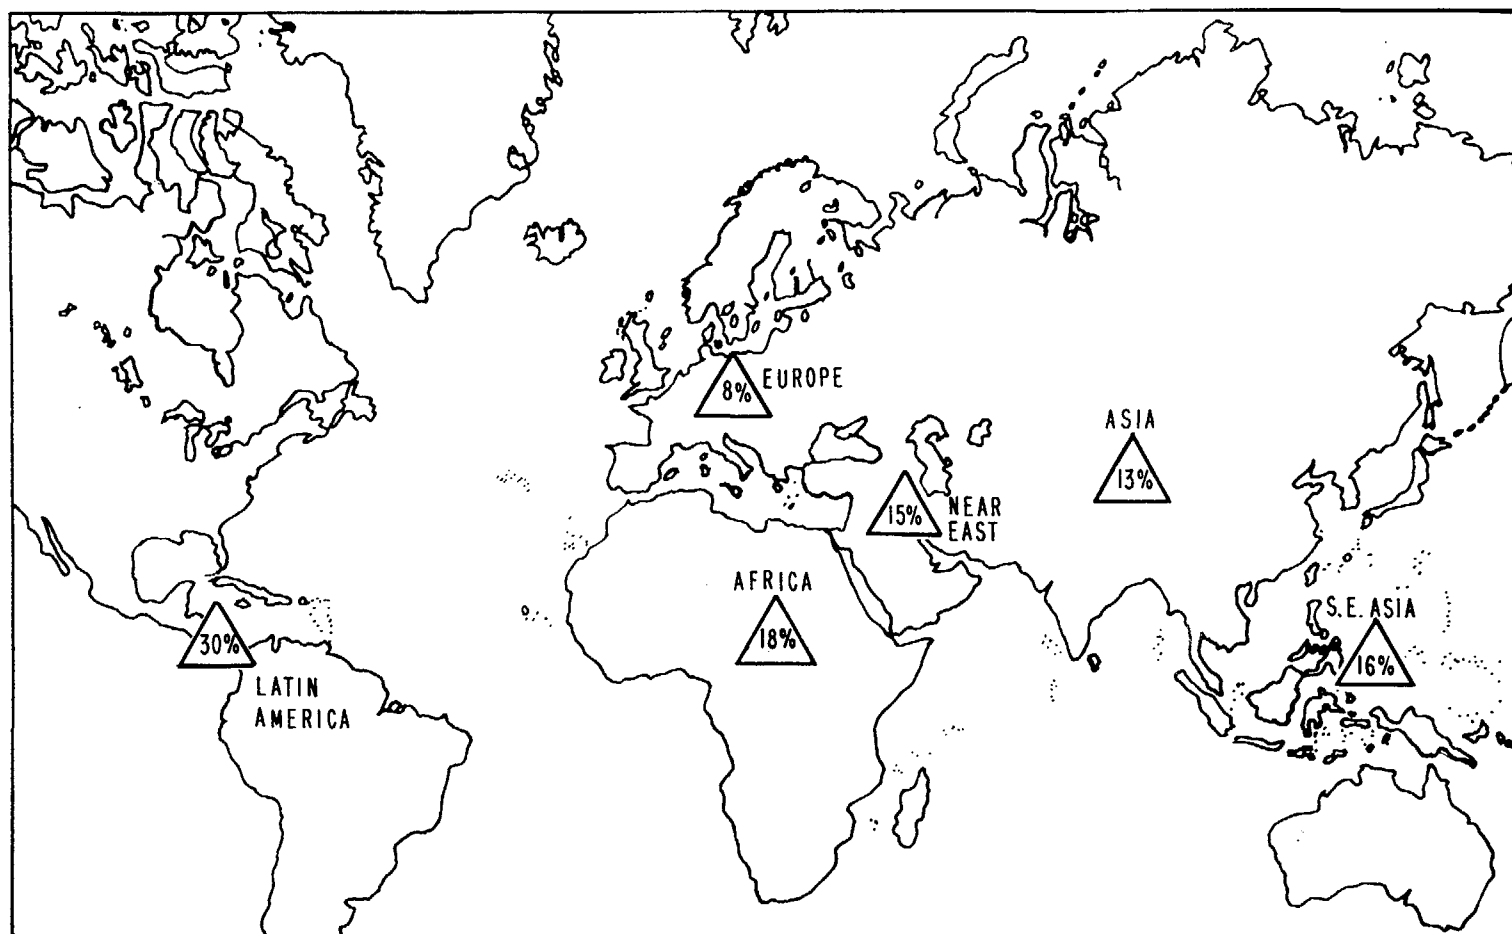 8%
EUROPE
ASIA
13%
15%
NEAR
EAST
AFRICA
18%
S.E. ASIA
16%
30%
LATIN
AMERICA